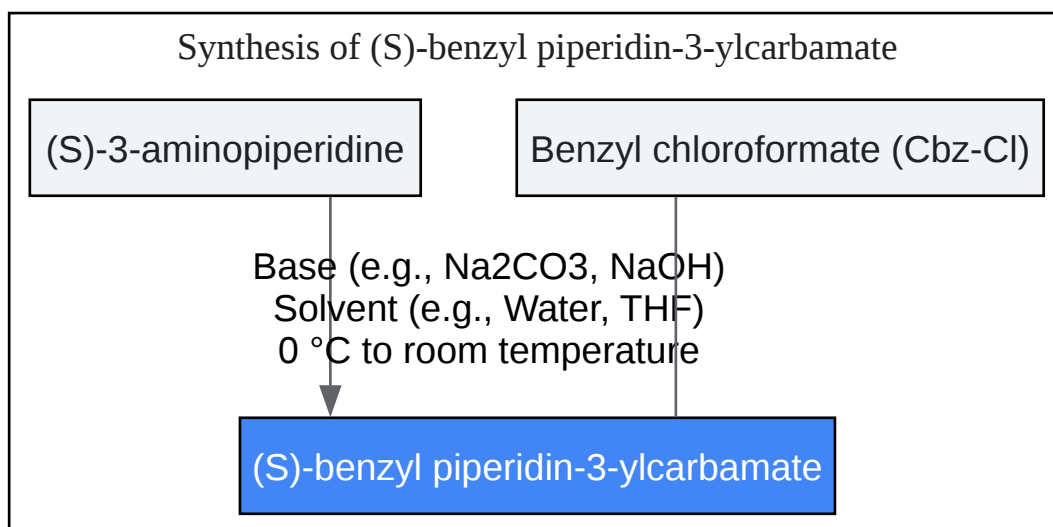 Synthesis of (S)-benzyl piperidin-3-ylcarbamate
(S)-3-aminopiperidine
Benzyl chloroformate (Cbz-Cl)
Base (e.g., Na2CO3, NaOH)
Solvent (e.g., Water, THF)
0 °C to room temperature
(S)-benzyl piperidin-3-ylcarbamate